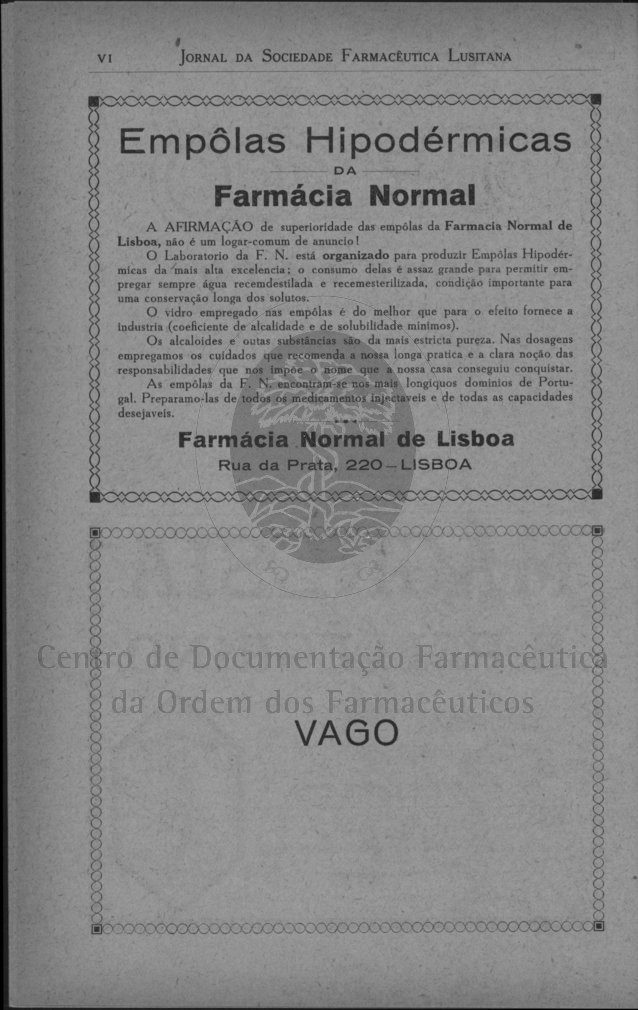 VI JORNAL DA SOCIEDADE FARMACÊUTICA LUSITANA
Empôlas Hipodérmicas
DA
Farmácia Normal
A AFIRMAÇÃO de superioridade das empôlas da Farmacia Normal de
Lisboa, não é um logar-comum de anuncio!
O Laboratorio da F. N. está organizado para produzir Empôlas Hipodér-
micas da mais alta excelencia; o consumo delas é assaz grande para permitir em-
pregar sempre água recemdestilada e recemesterilizada, condição importante para
uma conservação longa dos solutos.
O vidro empregado nas empôlas é do melhor que para o efeito fornece a
industria (coeficiente de alcalidade e de solubilidade minimos).
Os alcaloides e outas substâncias são da mais estricta pureza. Nas dosagens
empregamos os cuidados que recomenda a nossa longa pratica e a clara noção das
responsabilidades que nos impõe o nome que a nossa casa conseguiu conquistar.
As empôlas da F. N. encontram-se nos mais longiquos dominios de Portu-
gal. Preparamo-las de todos os medicamentos injectaveis e de todas as capacidades
desejaveis.
Farmácia Normal de Lisboa
Rua da Prata, 220 — LISBOA
Centro de Documentação Farmacêutica
da Ordem dos Farmacêuticos
VAGO